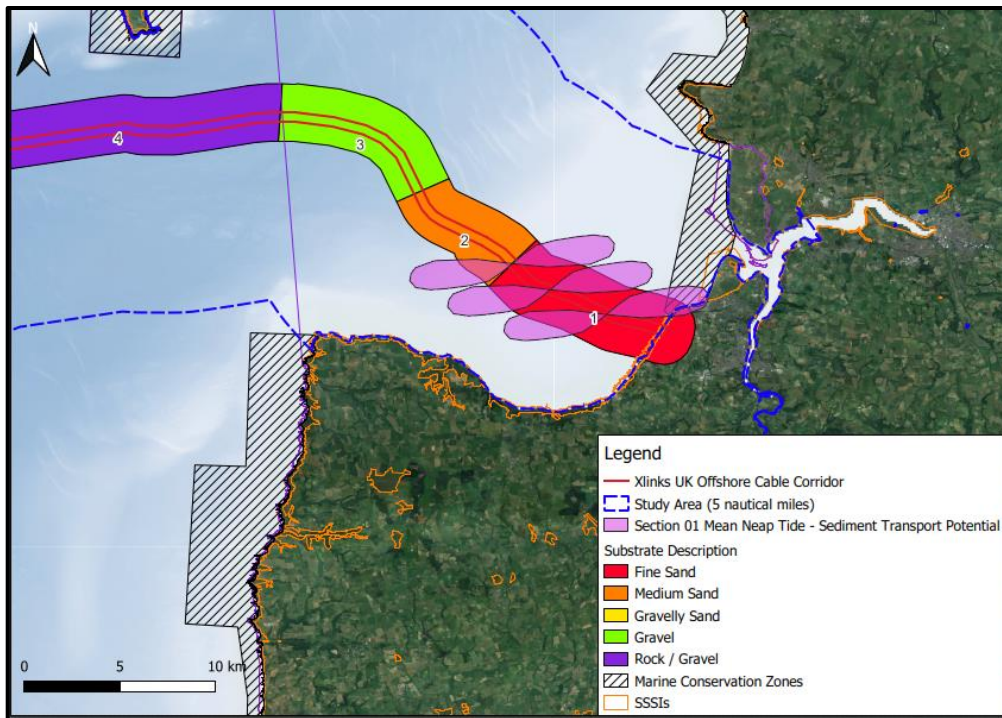 N
4
3
2
1
Legend
Xlinks UK Offshore Cable Corridor
Study Area (5 nautical miles)
Section 01 Mean Neap Tide - Sediment Transport Potential
Substrate Description
Fine Sand
Medium Sand
Gravelly Sand
Gravel
Rock / Gravel
Marine Conservation Zones
SSSIs
0 5 10 km